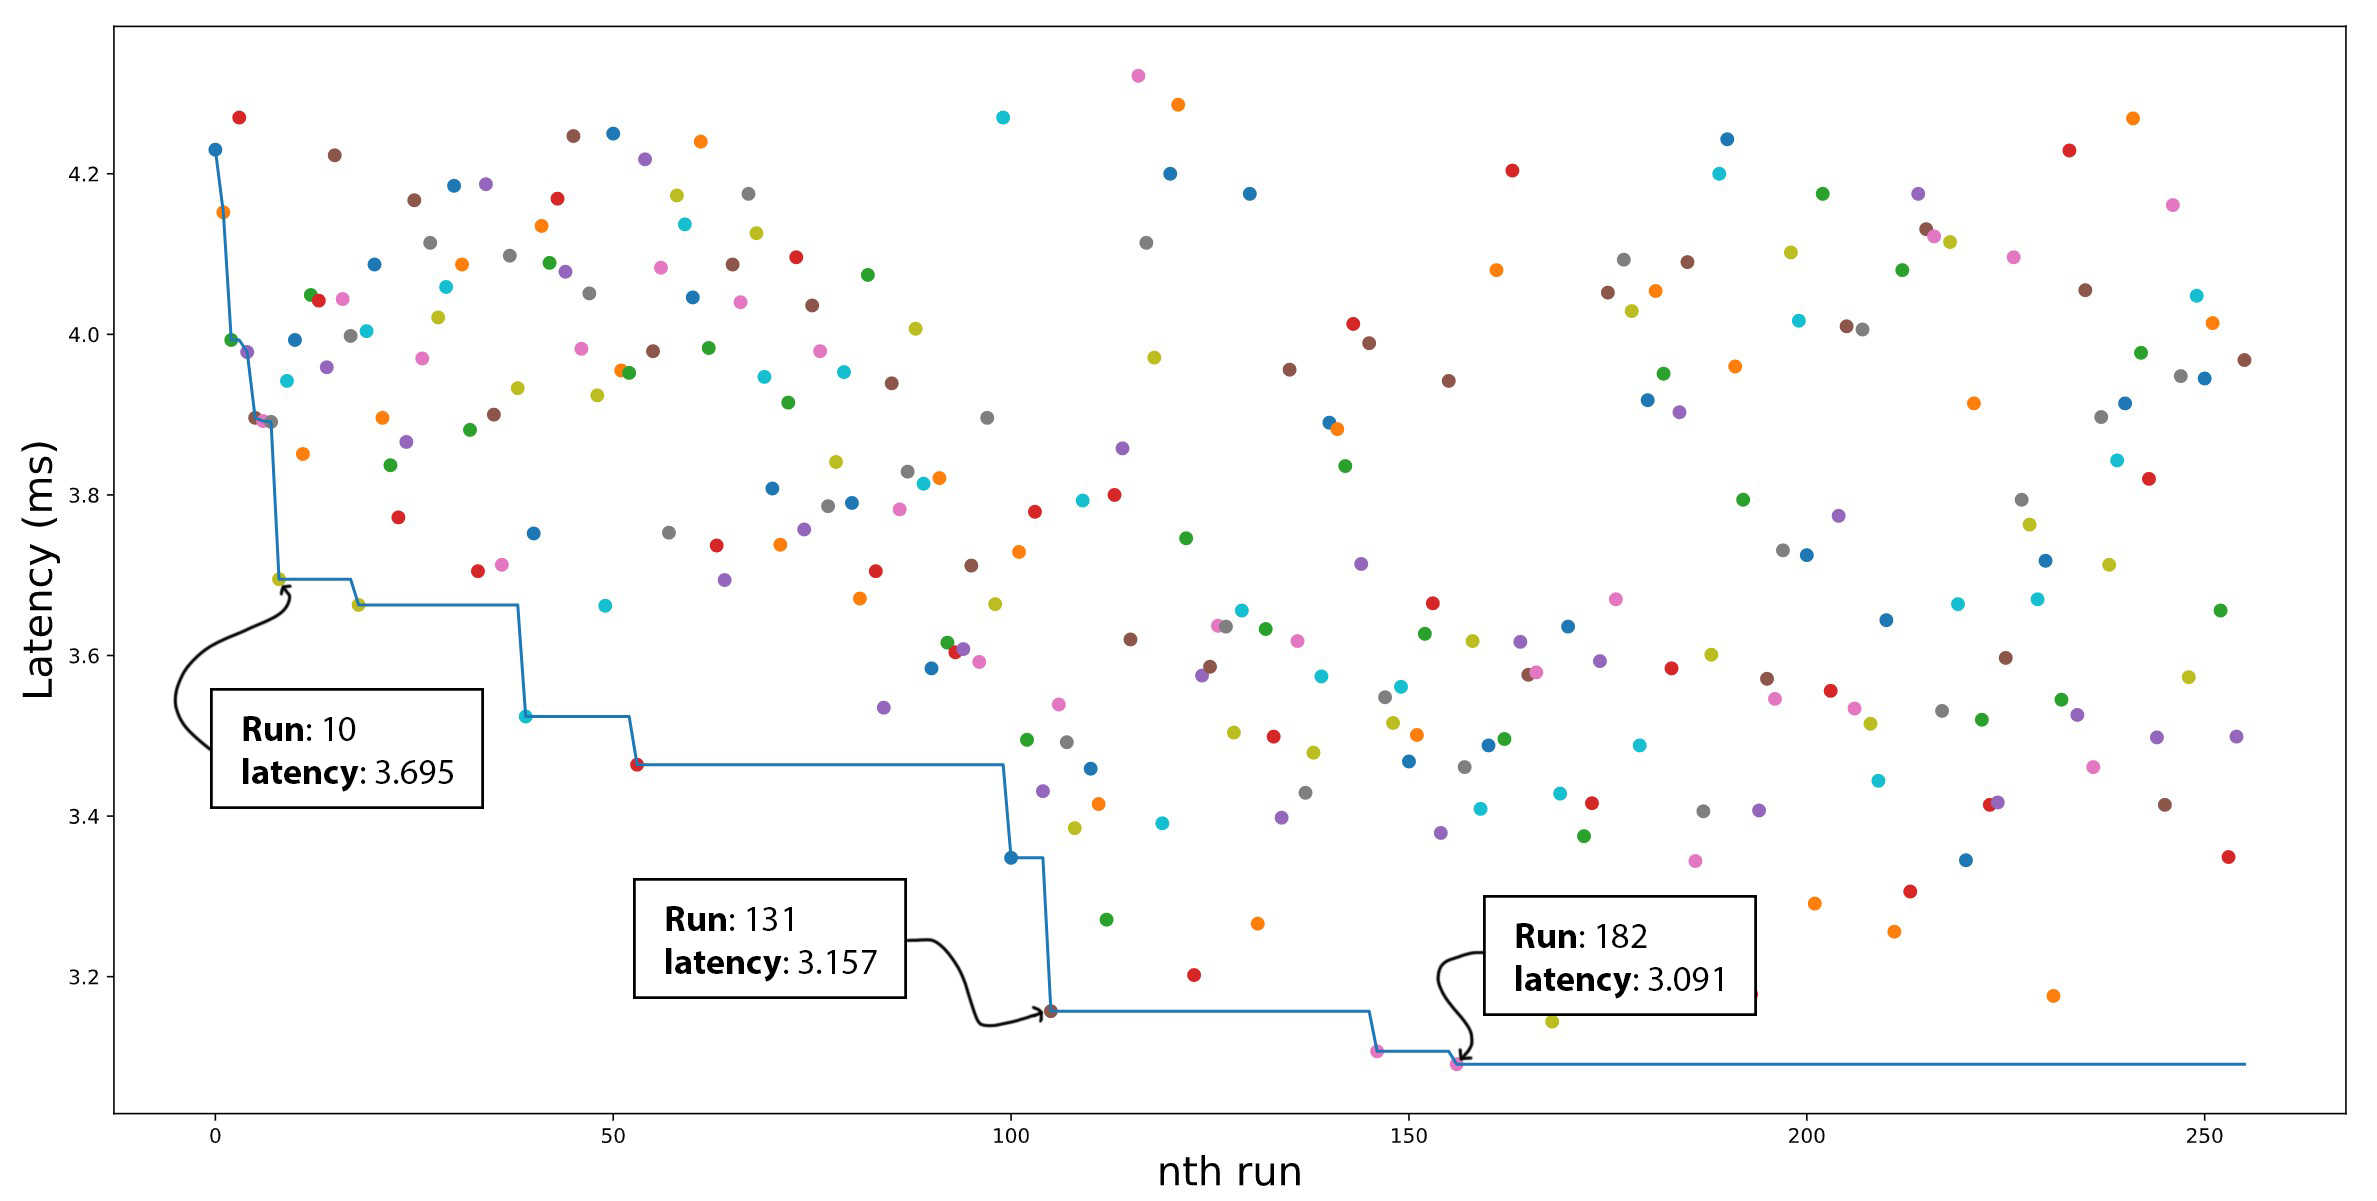 Latency (ms)
4.2
4.0
3.8
3.6
3.4
3.2
Run: 10
latency: 3.695
Run: 131
latency: 3.157
Run: 182
latency: 3.091
0
50
100
150
200
250
nth run